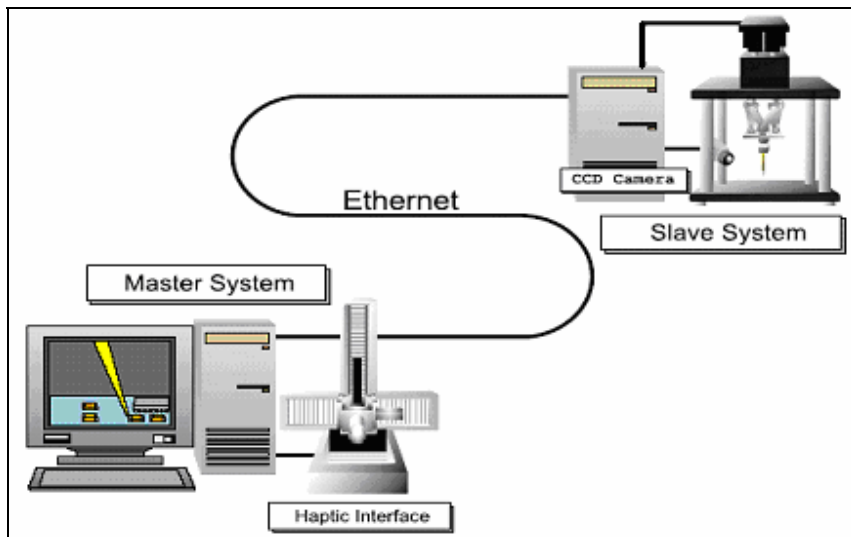 CCD Camera
Ethernet
Slave System
Master System
Haptic Interface